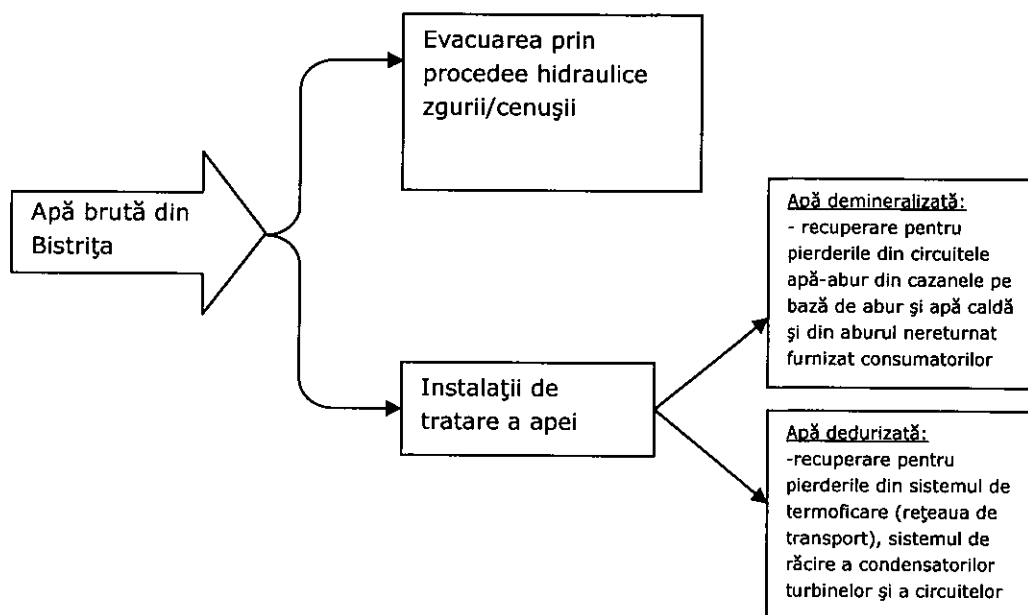 Evacuarea prin
procedee hidraulice
zgurii/cenuşii
Apă brută din
Bistriţa
Apă demineralizată:
- recuperare pentru
pierderile din circuitele
apă-abur din cazanele pe
bază de abur şi apă caldă
şi din aburul nereturnat
furnizat consumatorilor
Instalaţii de
tratare a apei
Apă dedurizată:
-recuperare pentru
pierderile din sistemul de
termoficare (reţeaua de
transport), sistemul de
răcire a condensatorilor
turbinelor şi a circuitelor